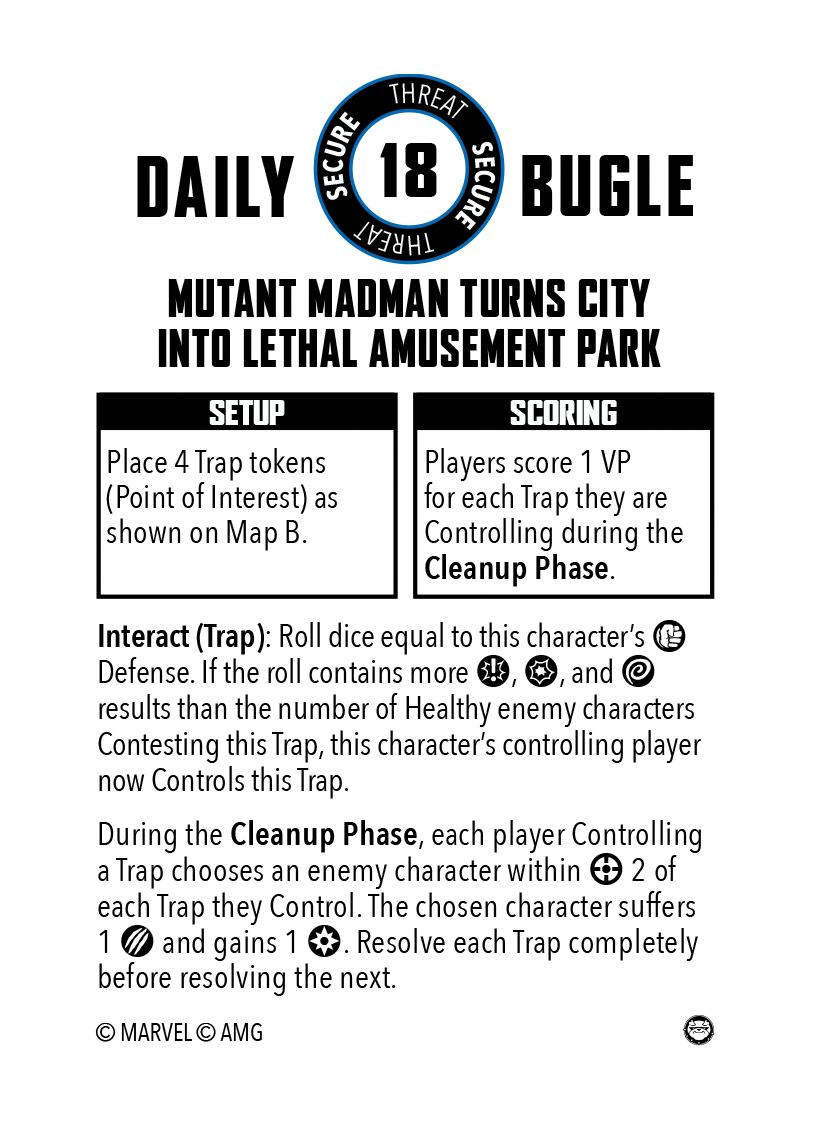 THREAT
SECURE
18
SECURE
THREAT
DAILY BUGLE
MUTANT MADMAN TURNS CITY
INTO LETHAL AMUSEMENT PARK
SETUP
Place 4 Trap tokens
(Point of Interest) as
shown on Map B.
SCORING
Players score 1 VP
for each Trap they are
Controlling during the
Cleanup Phase.
Interact (Trap): Roll dice equal to this character’s
Defense. If the roll contains more , , and
results than the number of Healthy enemy characters
Contesting this Trap, this character’s controlling player
now Controls this Trap.
During the Cleanup Phase, each player Controlling
a Trap chooses an enemy character within 2 of
each Trap they Control. The chosen character suffers
1 and gains 1 . Resolve each Trap completely
before resolving the next.
© MARVEL © AMG